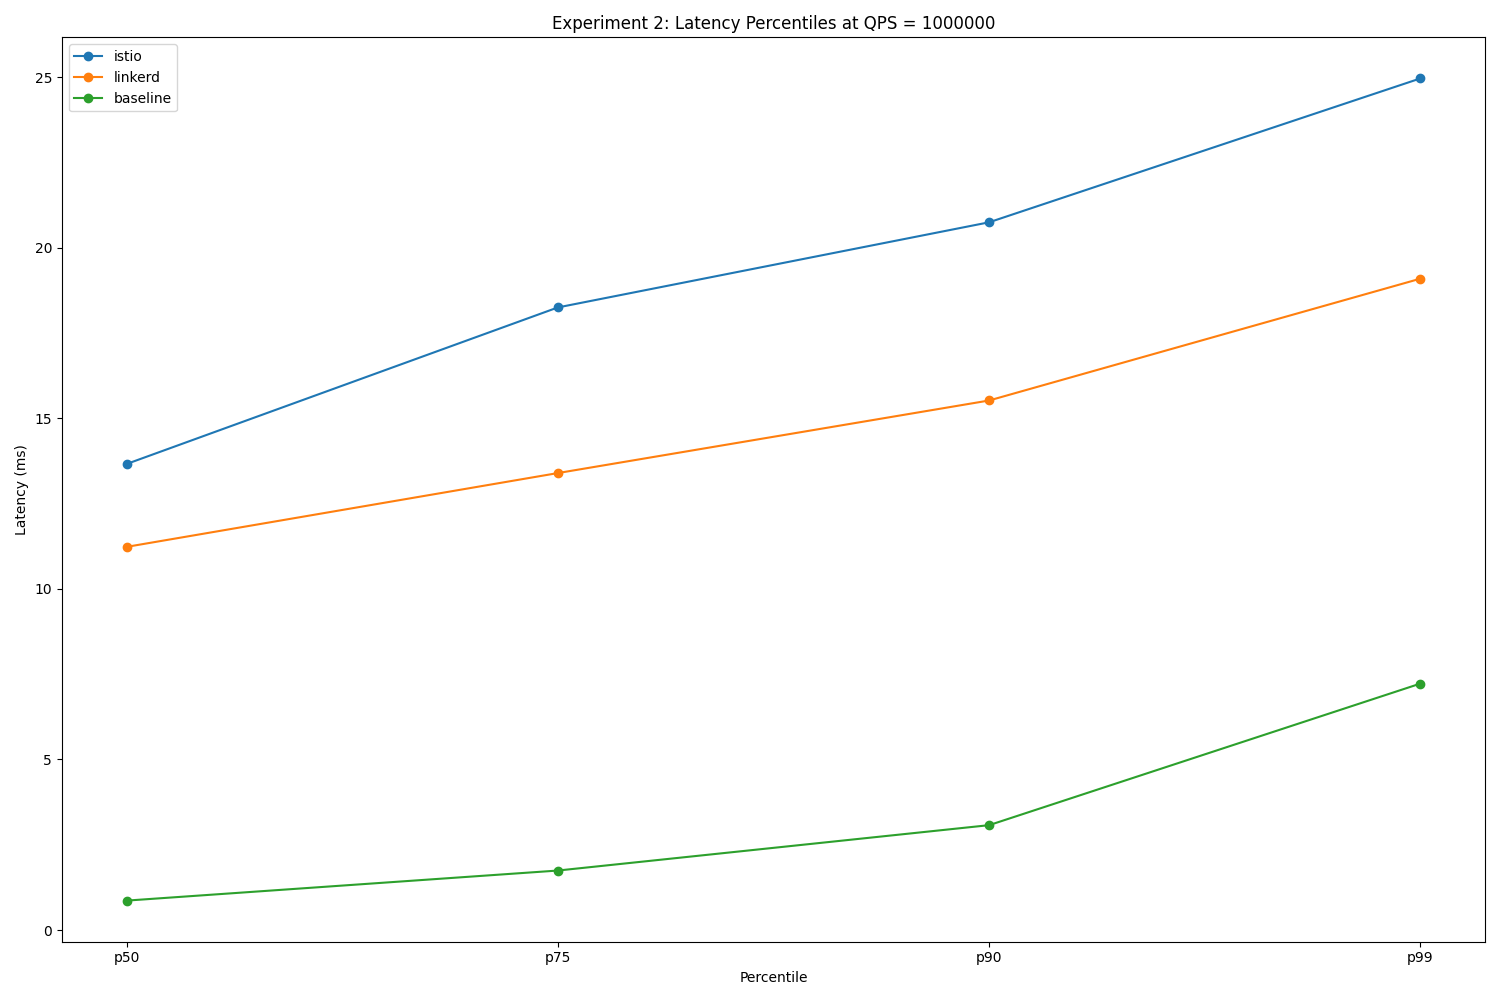 Experiment 2: Latency Percentiles at QPS = 1000000
istio
linkerd
baseline
25
20
15
10
5
0
Latency (ms)
p50 p75 p90 p99
Percentile